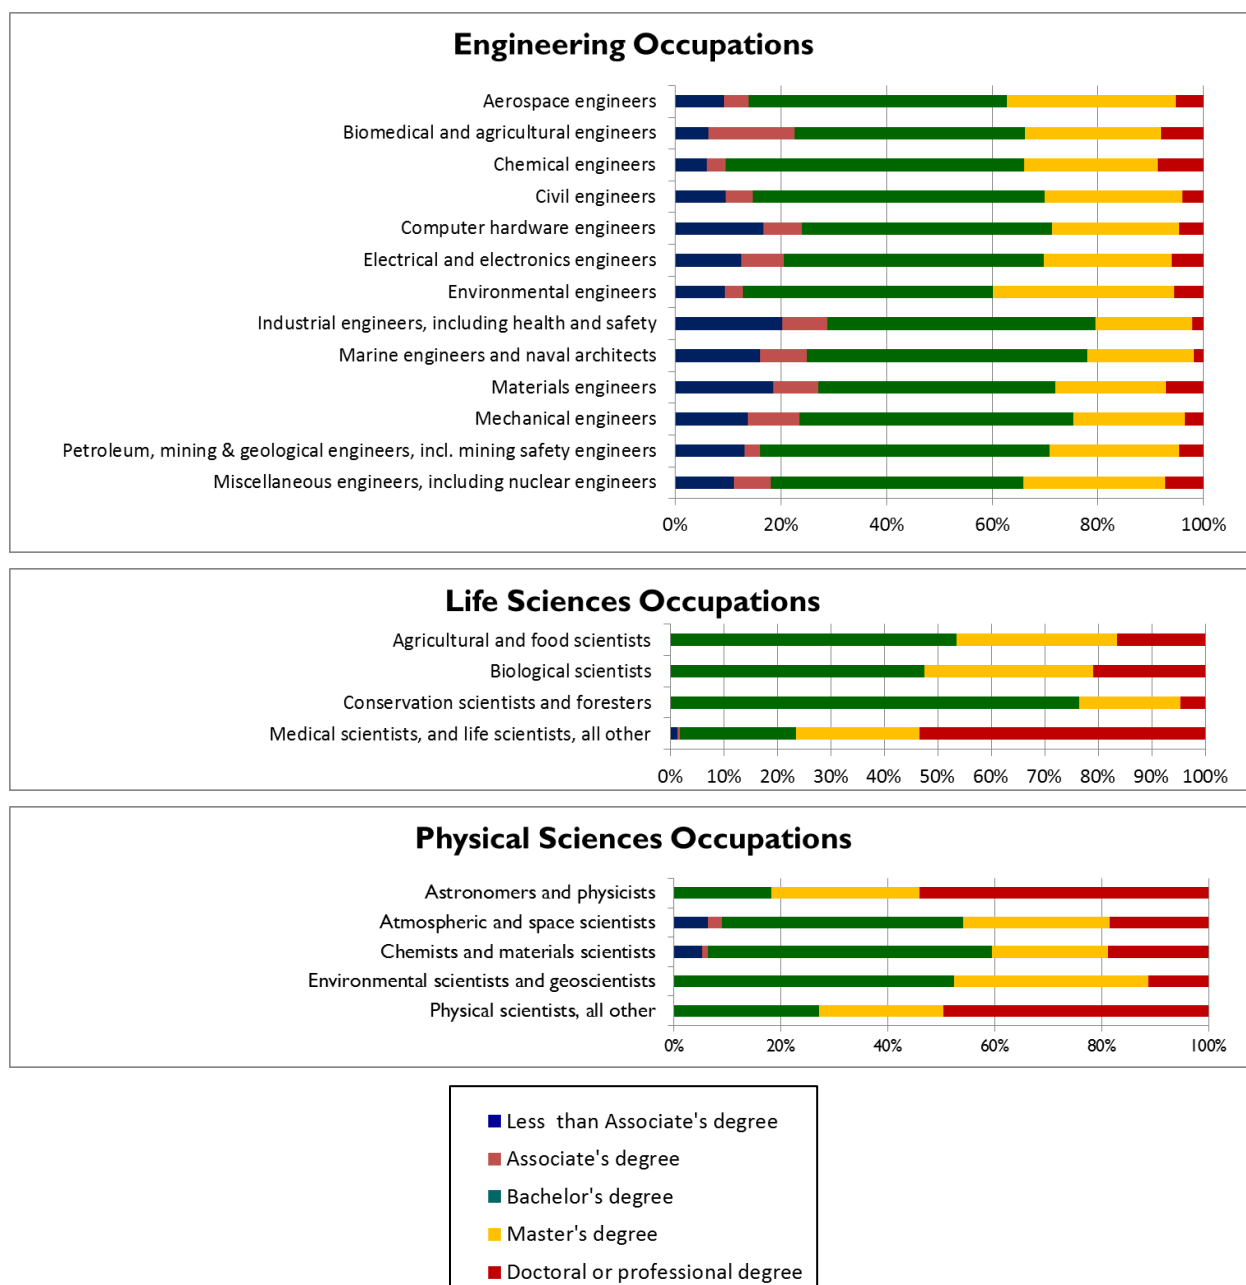 Engineering Occupations
Aerospace engineers
Biomedical and agricultural engineers
Chemical engineers
Civil engineers
Computer hardware engineers
Electrical and electronics engineers
Environmental engineers
Industrial engineers, including health and safety
Marine engineers and naval architects
Materials engineers
Mechanical engineers
Petroleum, mining & geological engineers, incl. mining safety engineers
Miscellaneous engineers, including nuclear engineers
0% 20% 40% 60% 80% 100%
Life Sciences Occupations
Agricultural and food scientists
Biological scientists
Conservation scientists and foresters
Medical scientists, and life scientists, all other
0% 10% 20% 30% 40% 50% 60% 70% 80% 90% 100%
Physical Sciences Occupations
Astronomers and physicists
Atmospheric and space scientists
Chemists and materials scientists
Environmental scientists and geoscientists
Physical scientists, all other
0% 20% 40% 60% 80% 100%
Less than Associate's degree
Associate's degree
Bachelor's degree
Master's degree
Doctoral or professional degree